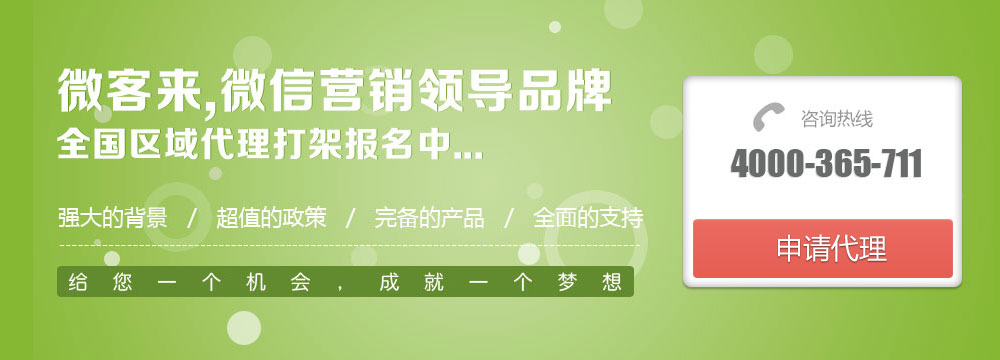 微客来,微信营销领导品牌
全国区域代理打架报名中...
强大的背景 / 超值的政策 / 完备的产品 / 全面的支持
给您一个机会，成就一个梦想
咨询热线
4000-365-711
申请代理